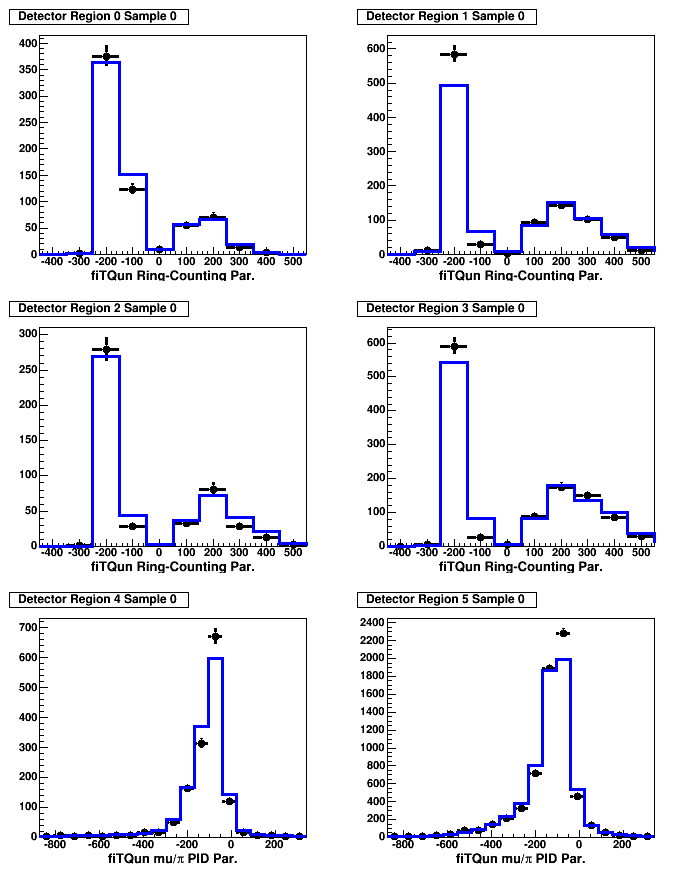 Detector Region 0 Sample 0
Detector Region 1 Sample 0
400
350
300
250
200
150
100
50
0
-400 -300 -200 -100 0 100 200 300 400 500
fiTQun Ring-Counting Par.
600
500
400
300
200
100
0
-400 -300 -200 -100 0 100 200 300 400 500
fiTQun Ring-Counting Par.
Detector Region 2 Sample 0
Detector Region 3 Sample 0
300
250
200
150
100
50
0
-400 -300 -200 -100 0 100 200 300 400 500
fiTQun Ring-Counting Par.
600
500
400
300
200
100
0
-400 -300 -200 -100 0 100 200 300 400 500
fiTQun Ring-Counting Par.
Detector Region 4 Sample 0
Detector Region 5 Sample 0
700
600
500
400
300
200
100
0
-800 -600 -400 -200 0 200
fiTQun mu/π PID Par.
2400
2200
2000
1800
1600
1400
1200
1000
800
600
400
200
0
-800 -600 -400 -200 0 200
fiTQun mu/π PID Par.